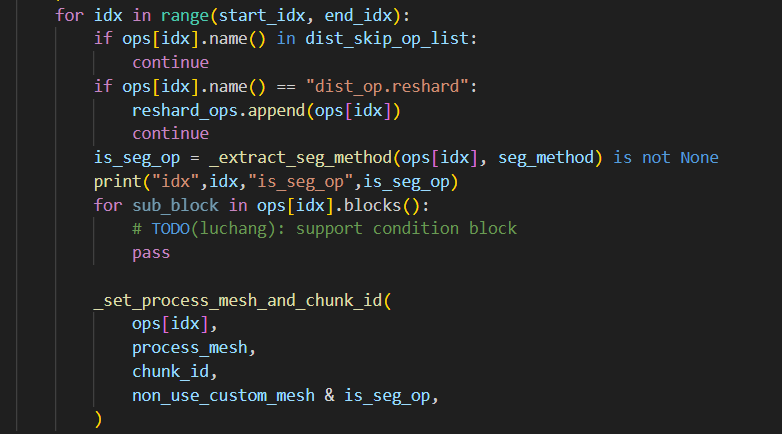 for idx in range(start_idx, end_idx):
    if ops[idx].name() in dist_skip_op_list:
        continue
    if ops[idx].name() == "dist_op.reshard":
        reshard_ops.append(ops[idx])
        continue
    is_seg_op = _extract_seg_method(ops[idx], seg_method) is not None
    print("idx",idx,"is_seg_op",is_seg_op)
    for sub_block in ops[idx].blocks():
        # TODO(luchang): support condition block
        pass

    _set_process_mesh_and_chunk_id(
        ops[idx],
        process_mesh,
        chunk_id,
        non_use_custom_mesh & is_seg_op,
    )